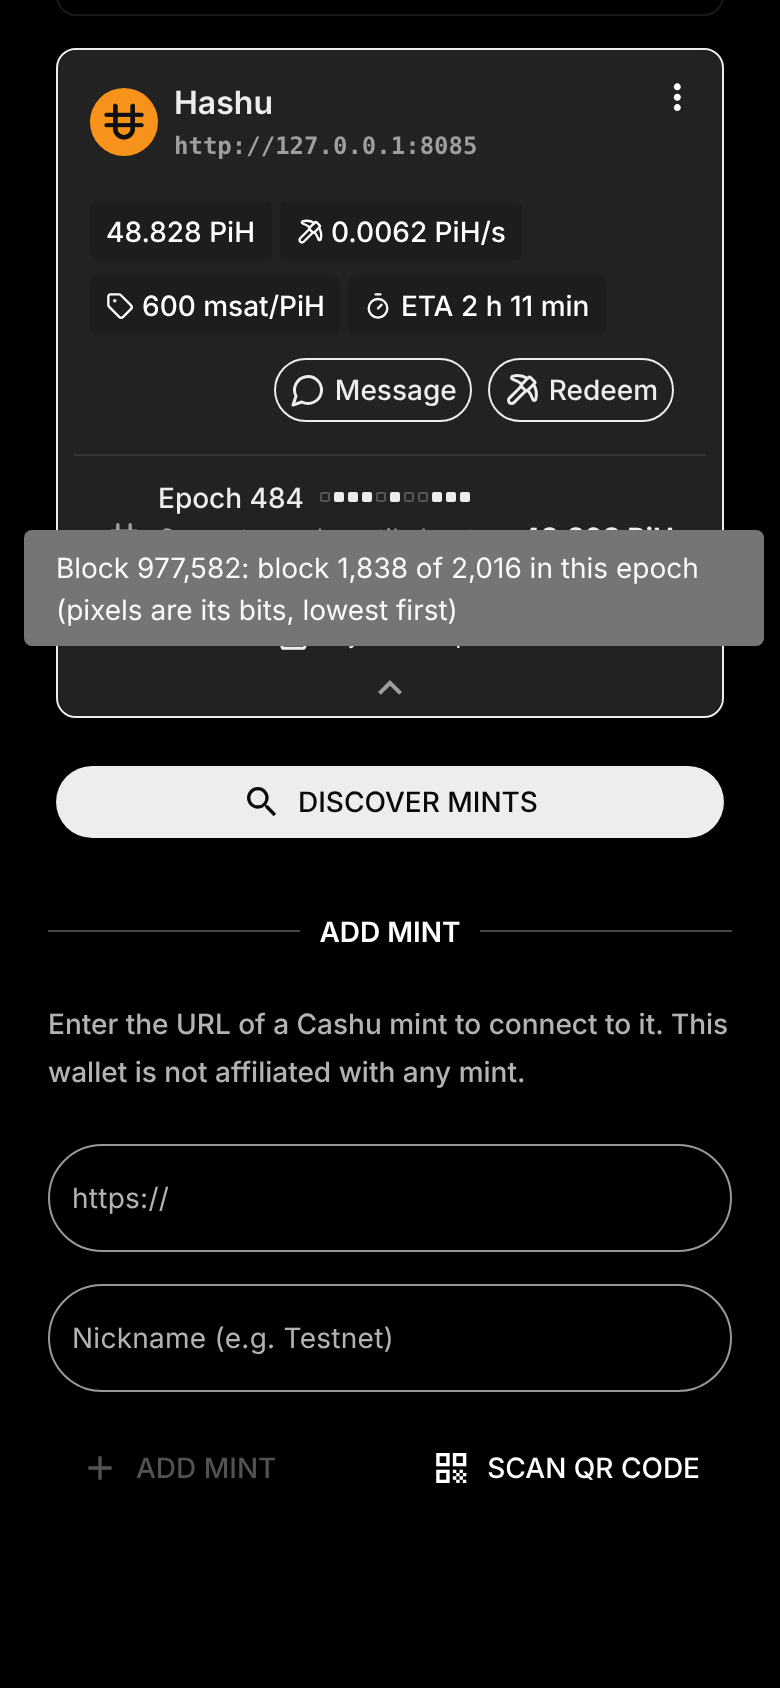 Hashu
http://127.0.0.1:8085
48.828 PiH
0.0062 PiH/s
600 msat/PiH
ETA 2 h 11 min
Message
Redeem
Epoch 484
Block 977,582: block 1,838 of 2,016 in this epoch
(pixels are its bits, lowest first)
DISCOVER MINTS
ADD MINT
Enter the URL of a Cashu mint to connect to it. This
wallet is not affiliated with any mint.
https://
Nickname (e.g. Testnet)
ADD MINT
SCAN QR CODE